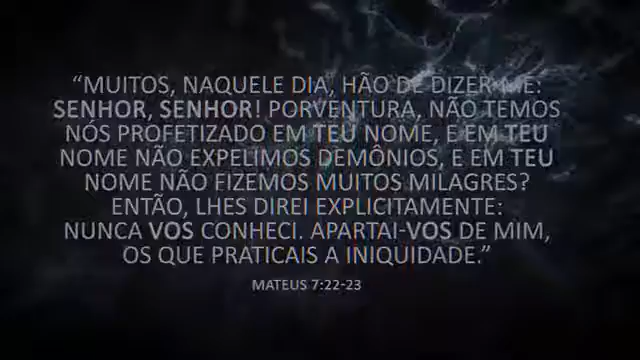 “MUITOS, NAQUELE DIA, HÃO DE DIZER-ME:
SENHOR, SENHOR! PORVENTURA, NÃO TEMOS
NÓS PROFETIZADO EM TEU NOME, E EM TEU
NOME NÃO EXPELIMOS DEMÔNIOS, E EM TEU
NOME NÃO FIZEMOS MUITOS MILAGRES?
ENTÃO, LHES DIREI EXPLICITAMENTE:
NUNCA VOS CONHECI. APARTAI-VOS DE MIM,
OS QUE PRATICAIS A INIQUIDADE.”
MATEUS 7:22-23